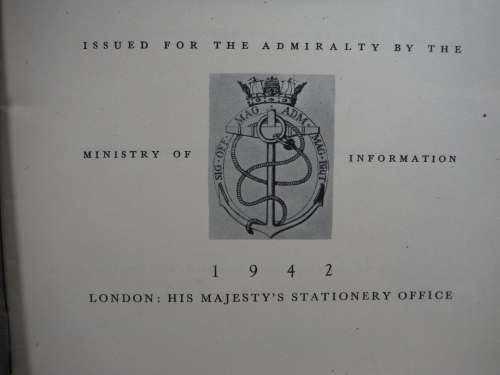 ISSUED FOR THE ADMIRALTY BY THE
SIG · OFF · MAG · ADM · MAG · BRIT
MINISTRY OF INFORMATION
1942
LONDON: HIS MAJESTY'S STATIONERY OFFICE